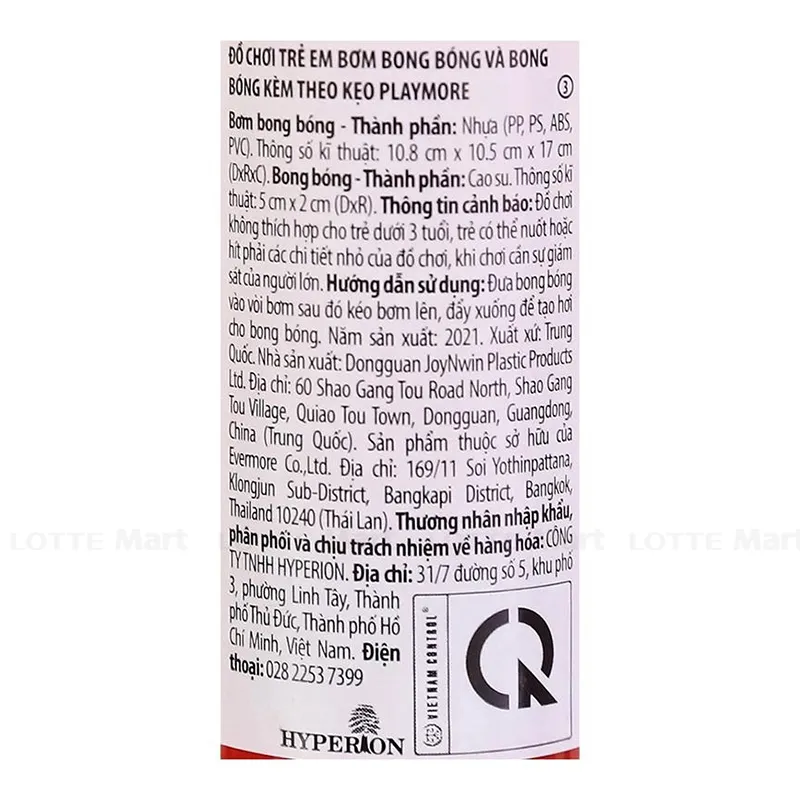 ĐỒ CHƠI TRẺ EM BƠM BONG BÓNG VÀ BONG
BÓNG KÈM THEO KẸO PLAYMORE
3
Bơm bong bóng - Thành phần: Nhựa (PP, PS, ABS,
PVC). Thông số kĩ thuật: 10.8 cm x 10.5 cm x 17 cm
(DxRxC). Bong bóng - Thành phần: Cao su. Thông số kĩ
thuật: 5 cm x 2 cm (DxR). Thông tin cảnh báo: Đồ chơi
không thích hợp cho trẻ dưới 3 tuổi, trẻ có thể nuốt hoặc
hít phải các chi tiết nhỏ của đồ chơi, khi chơi cần sự giám
sát của người lớn. Hướng dẫn sử dụng: Đưa bong bóng
vào vòi bơm sau đó kéo bơm lên, đẩy xuống để tạo hơi
cho bong bóng. Năm sản xuất: 2021. Xuất xứ: Trung
Quốc. Nhà sản xuất: Dongguan JoyNwin Plastic Products
Ltd. Địa chỉ: 60 Shao Gang Tou Road North, Shao Gang
Tou Village, Quiao Tou Town, Dongguan, Guangdong,
China (Trung Quốc). Sản phẩm thuộc sở hữu của
Evermore Co.,Ltd. Địa chỉ: 169/11 Soi Yothinpattana,
Klongjun Sub-District, Bangkapi District, Bangkok,
Thailand 10240 (Thái Lan). Thương nhân nhập khẩu,
phân phối và chịu trách nhiệm về hàng hóa: CÔNG
TY TNHH HYPERION. Địa chỉ: 31/7 đường số 5, khu phố
3, phường Linh Tây, Thành
phố Thủ Đức, Thành phố Hồ
Chí Minh, Việt Nam. Điện
thoại: 028 2253 7399
VIETNAM CONTROL®
HYPERION
LOTTE Mart
LOTTE Mart
LOTTE Mart